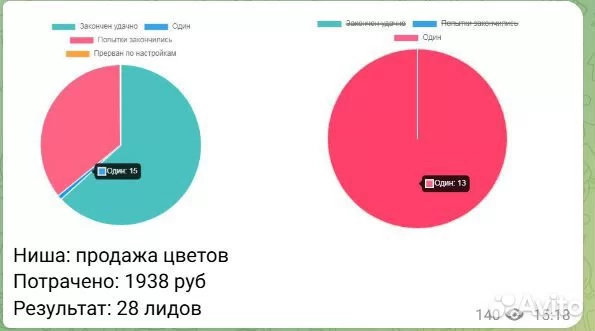 Закончен удачно Один
Попытки закончились
Прерван по настройкам
Один: 15
Закончен удачно Попытки закончились
Один
Один: 13
Ниша: продажа цветов
Потрачено: 1938 руб
Результат: 28 лидов
140 13:18
Avito